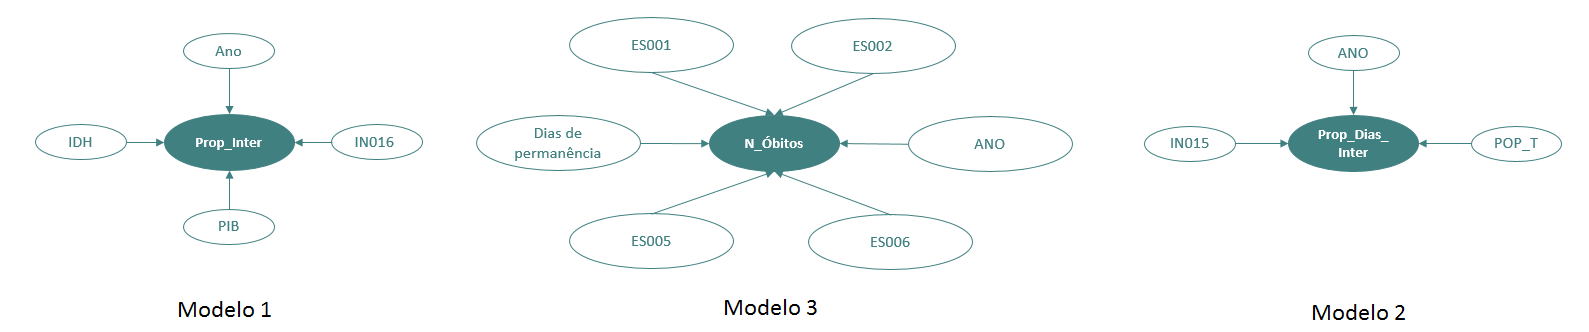 Ano
IDH
Prop_Inter
IN016
PIB
Modelo 1
ES001
ES002
Dias de
permanência
N_Óbitos
ANO
ES005
ES006
Modelo 3
ANO
IN015
Prop_Dias_
Inter
POP_T
Modelo 2